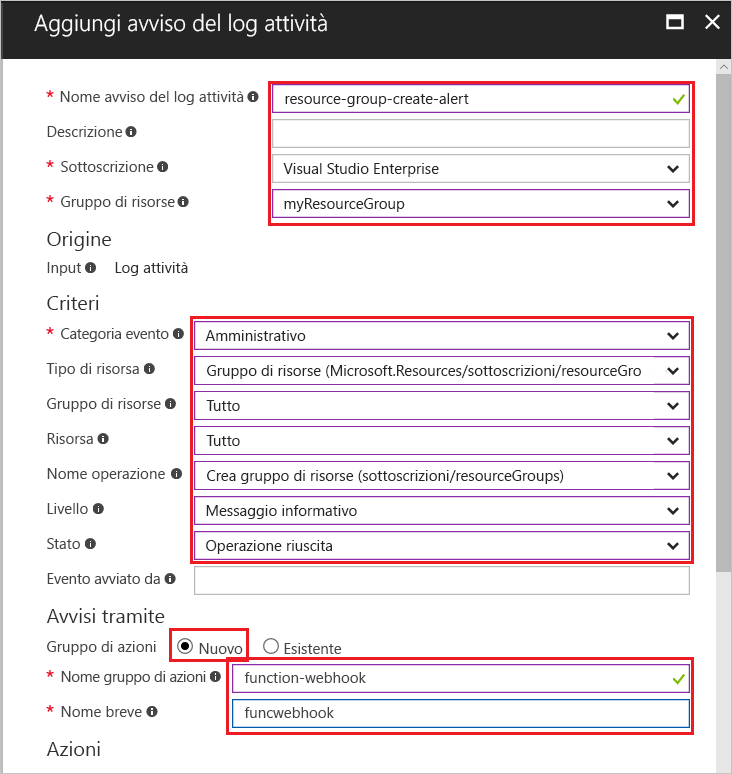 Aggiungi avviso del log attività
* Nome avviso del log attività resource-group-create-alert
Descrizione
* Sottoscrizione Visual Studio Enterprise
* Gruppo di risorse myResourceGroup
Origine
Input Log attività
Criteri
* Categoria evento Amministrativo
Tipo di risorsa Gruppo di risorse (Microsoft.Resources/sottoscrizioni/resourceGro
Gruppo di risorse Tutto
Risorsa Tutto
Nome operazione Crea gruppo di risorse (sottoscrizioni/resourceGroups)
Livello Messaggio informativo
Stato Operazione riuscita
Evento avviato da
Avvisi tramite
Gruppo di azioni Nuovo Esistente
* Nome gruppo di azioni function-webhook
* Nome breve funcwebhook
Azioni